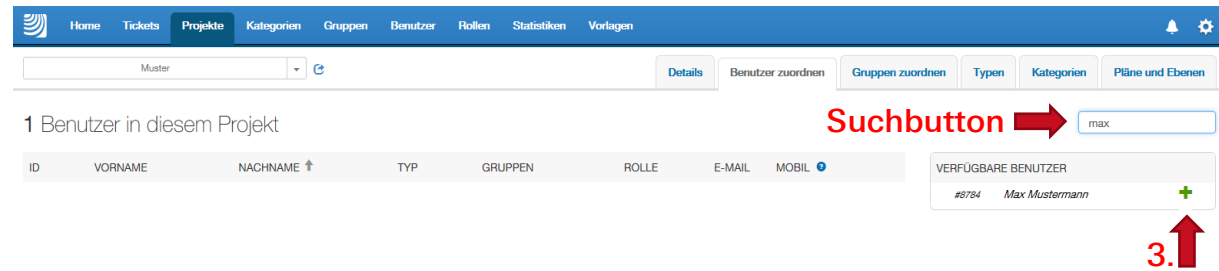 Home Tickets Projekte Kategorien Gruppen Benutzer Rollen Statistiken Vorlagen
Muster
Details Benutzer zuordnen Gruppen zuordnen Typen Kategorien Pläne und Ebenen
1 Benutzer in diesem Projekt
Suchbutton
max
ID VORNAME NACHNAME TYP GRUPPEN ROLLE E-MAIL MOBIL
VERFÜGBARE BENUTZER
#8784 Max Mustermann
3.